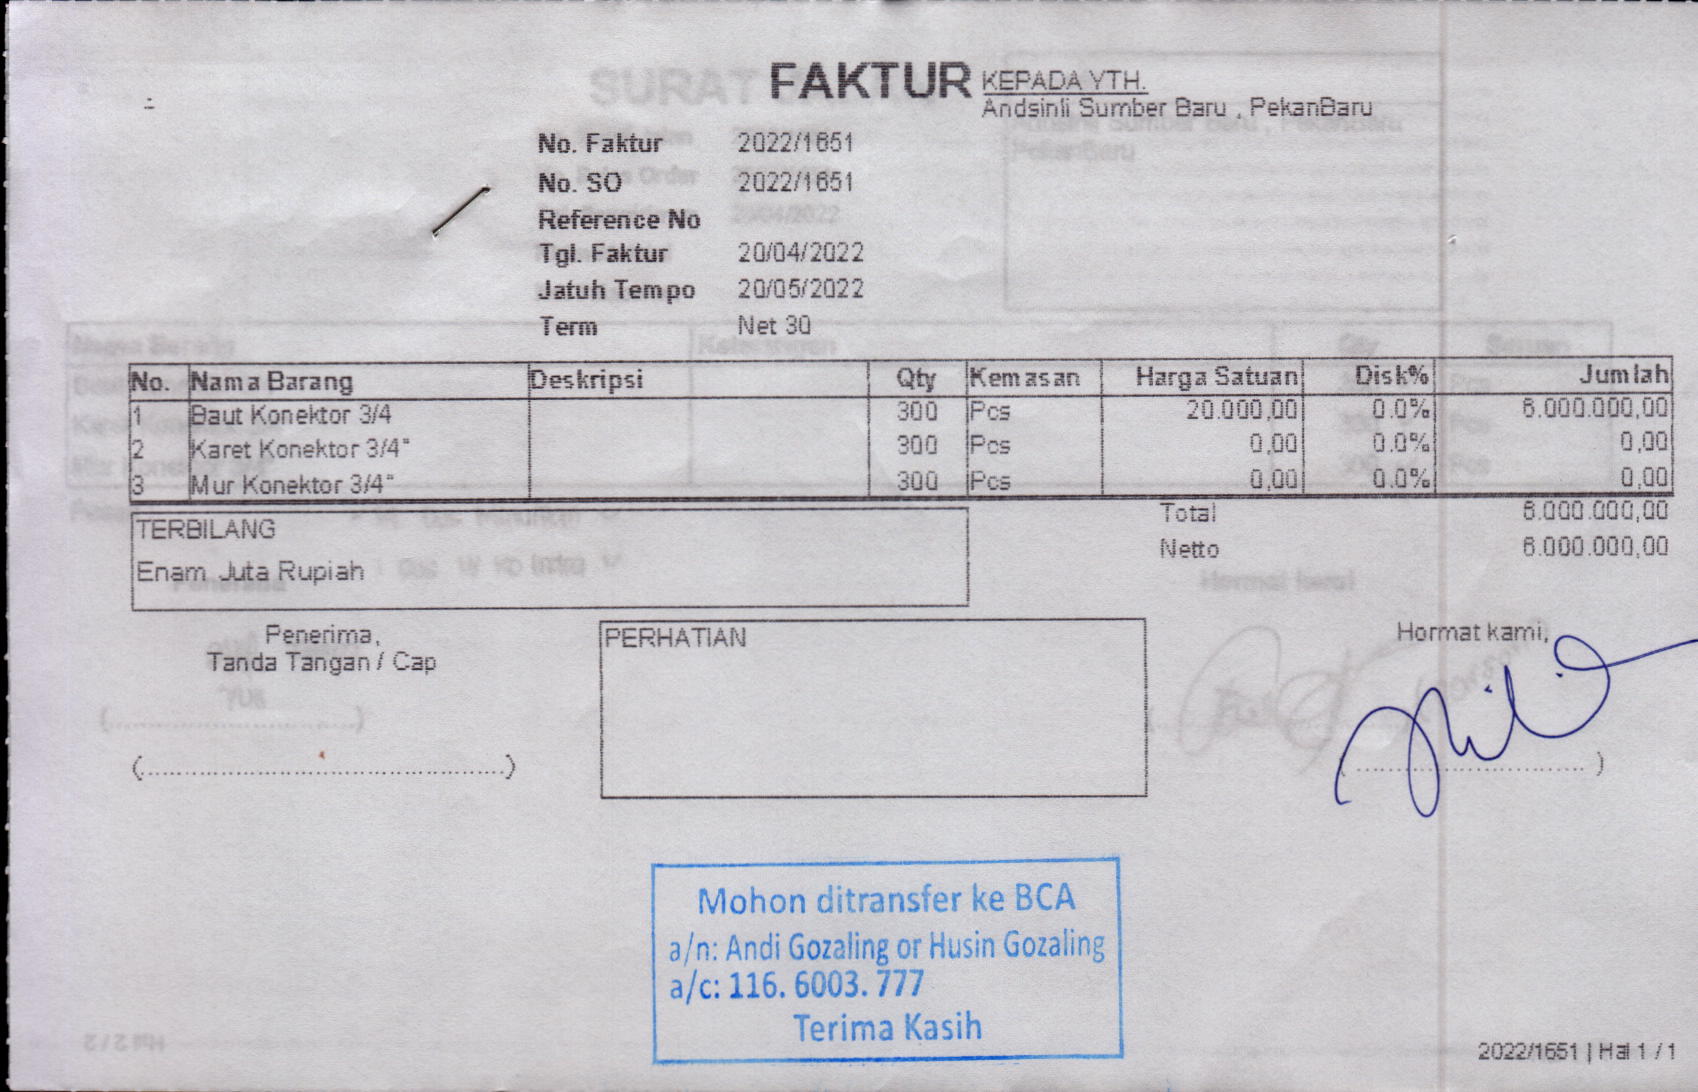 FAKTUR
KEPADA YTH.
Andsinli Sumber Baru , PekanBaru
No. Faktur 2022/1651
No. SO 2022/1651
Reference No
Tgl. Faktur 20/04/2022
Jatuh Tempo 20/05/2022
Term Net 30
No. Nama Barang Deskripsi Qty Kemasan Harga Satuan Disk% Jumlah
1 Baut Konektor 3/4 300 Pcs 20.000,00 0.0% 6.000.000,00
2 Karet Konektor 3/4" 300 Pcs 0,00 0.0% 0,00
3 Mur Konektor 3/4" 300 Pcs 0,00 0.0% 0,00
Total 6.000.000,00
Netto 6.000.000,00
TERBILANG
Enam Juta Rupiah
Penerima,
Tanda Tangan / Cap
PERHATIAN
Hormat kami,
Mohon ditransfer ke BCA
a/n: Andi Gozaling or Husin Gozaling
a/c: 116. 6003. 777
Terima Kasih
2022/1651 | Hal 1 / 1